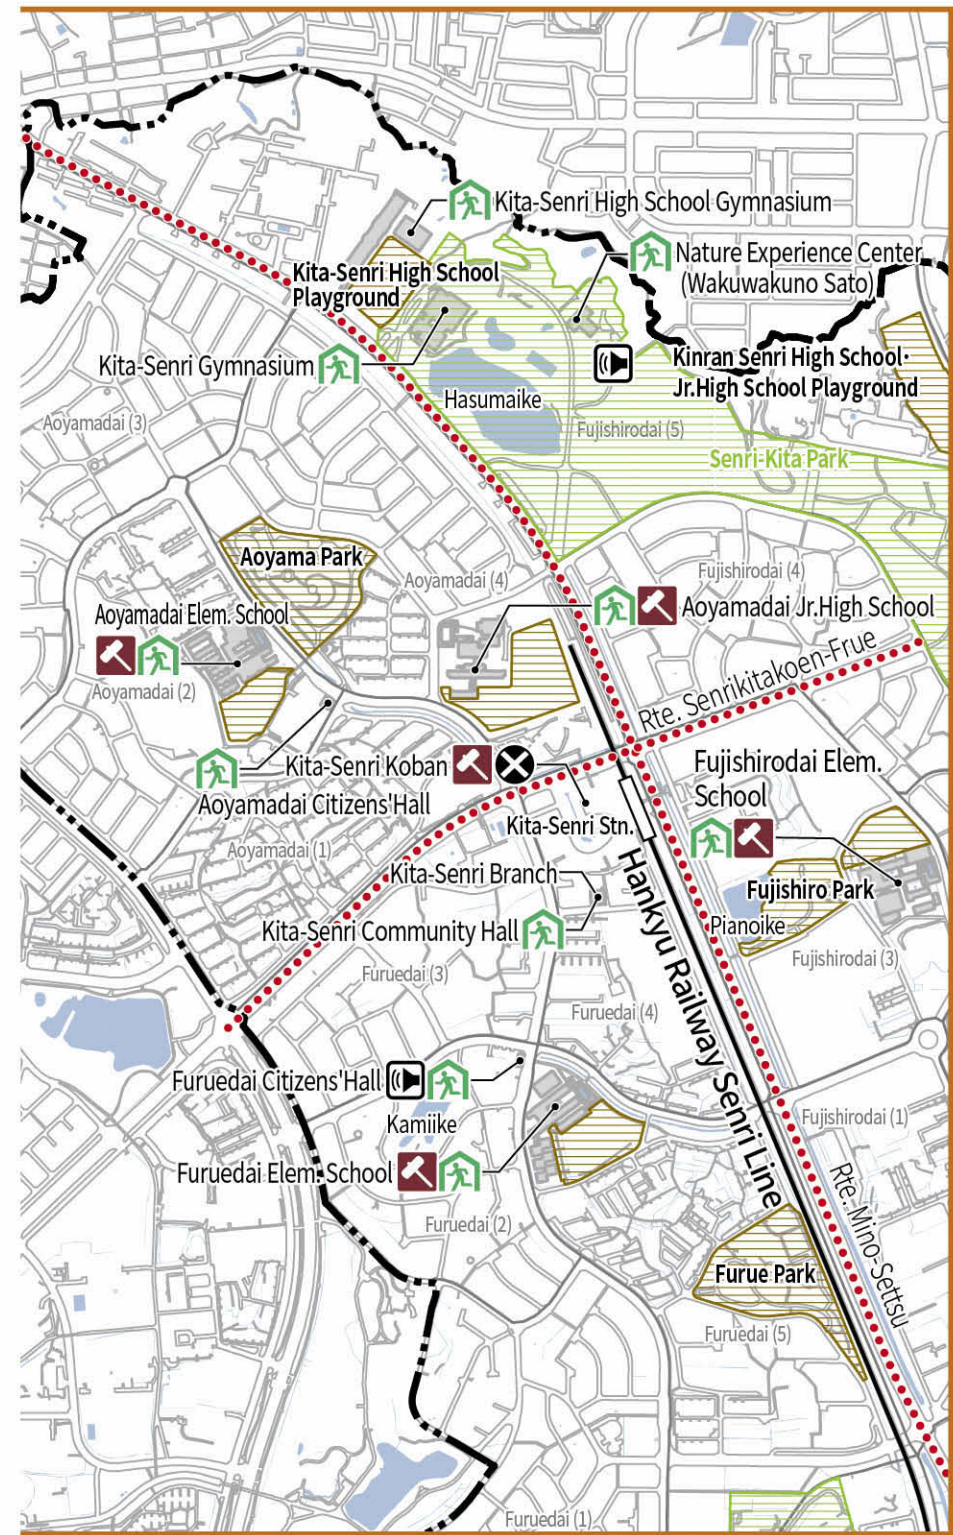 Kita-Senri High School Gymnasium
Nature Experience Center
(Wakuwakuno Sato)
Kita-Senri High School
Playground
Kinran Senri High School・
Jr.High School Playground
Kita-Senri Gymnasium
Hasumaike
Aoyamadai (3)
Fujishirodai (5)
Senri-Kita Park
Aoyama Park
Aoyamadai (4)
Fujishirodai (4)
Aoyamadai Elem. School
Aoyamadai Jr.High School
Aoyamadai (2)
Rte. Senrikitakoen-Frue
Kita-Senri Koban
Fujishirodai Elem.
School
Aoyamadai Citizens'Hall
Kita-Senri Stn.
Aoyamadai (1)
Kita-Senri Branch
Fujishiro Park
Kita-Senri Community Hall
Pianoike
Furuedai (3)
Fujishirodai (3)
Furuedai (4)
Hankyu Railway Senri Line
Furuedai Citizens'Hall
Kamiike
Fujishirodai (1)
Furuedai Elem. School
Rte. Mino-Settsu
Furuedai (2)
Furue Park
Furuedai (5)
Furuedai (1)